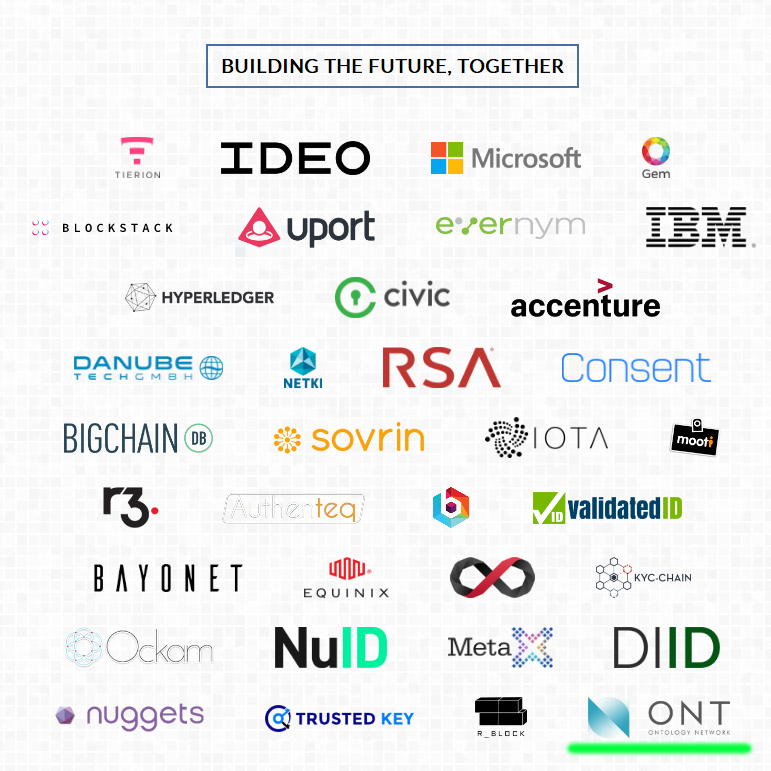 BUILDING THE FUTURE, TOGETHER
TIERION
IDEO
Microsoft
Gem
BLOCKSTACK
uport
evernym
IBM
HYPERLEDGER
civic
accenture
DANUBE
TECHGMBH
NETKI
RSA
Consent
BIGCHAIN DB
sovrin
IOTA
mooti
r3.
Authenteq
b
ID validatedID
BAYONET
EQUINIX
KYC-CHAIN
Ockam
NuID
MetaX
DIID
nuggets
TRUSTED KEY
R_BLOCK
ONT
ONTOLOGY NETWORK